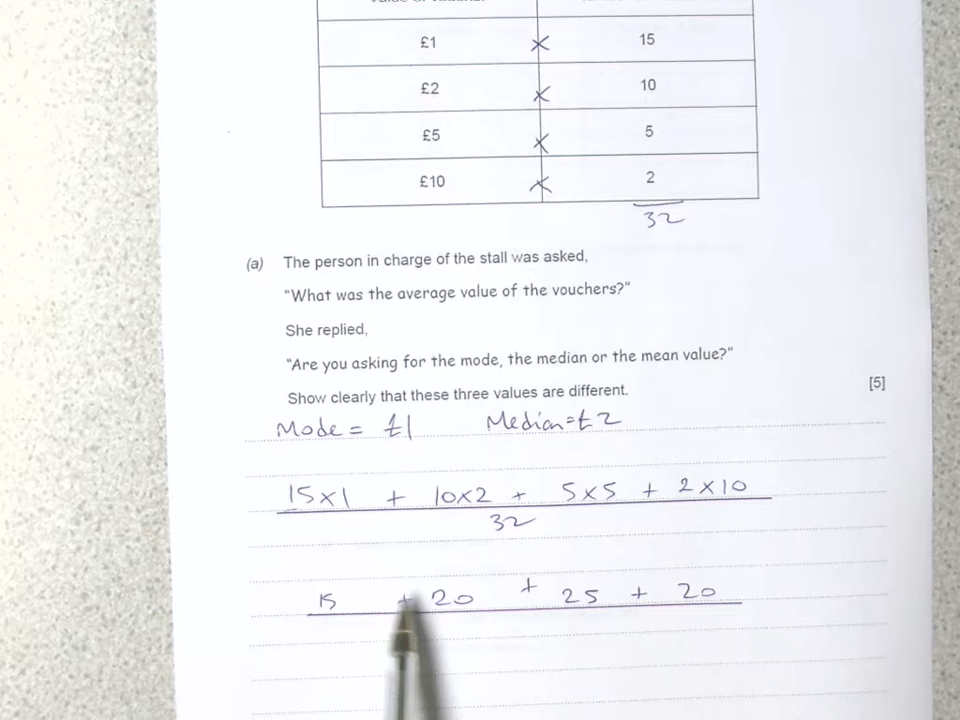 £1 × 15
£2 × 10
£5 × 5
£10 × 2
32
(a) The person in charge of the stall was asked,
"What was the average value of the vouchers?"
She replied,
"Are you asking for the mode, the median or the mean value?"
Show clearly that these three values are different. [5]
Mode = £1 Median = £2
15×1 + 10×2 + 5×5 + 2×10
32
15 + 20 + 25 + 20